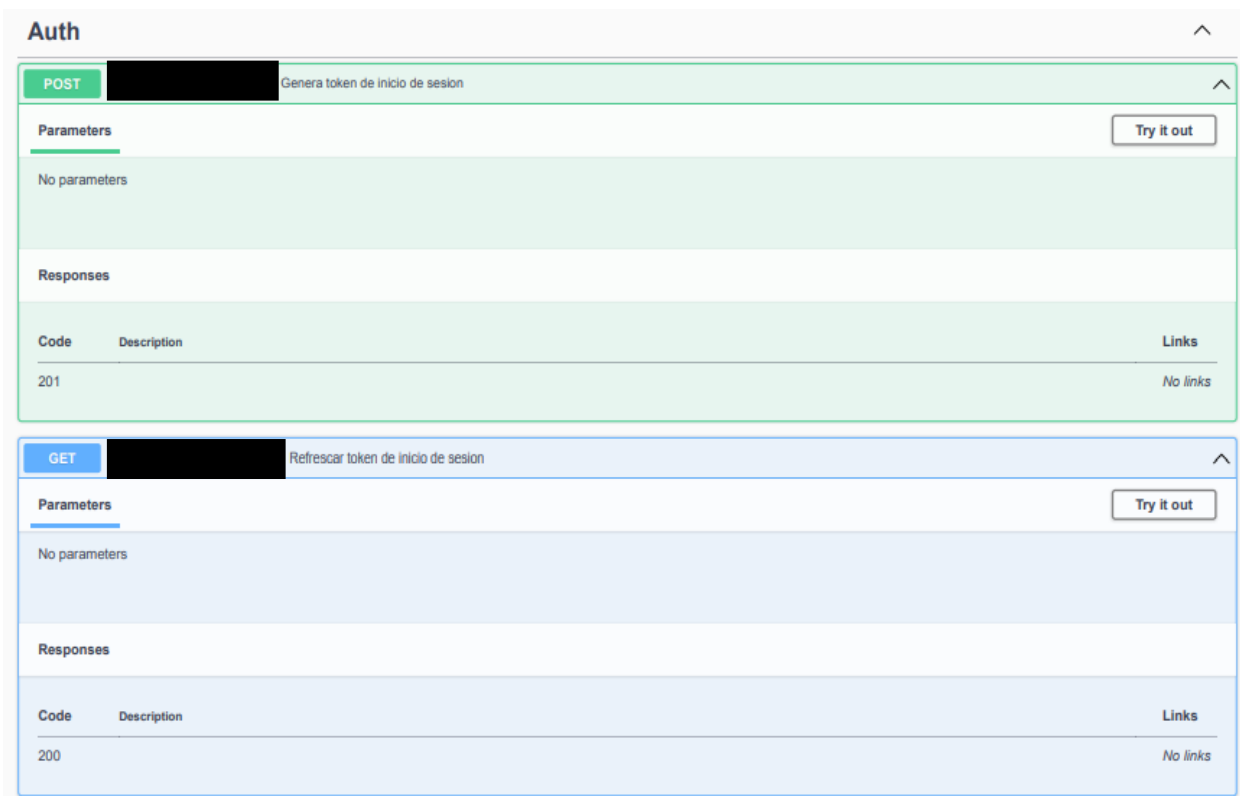 Auth
POST Genera token de inicio de sesion
Parameters Try it out
No parameters
Responses
Code Description Links
201 No links
GET Refrescar token de inicio de sesion
Parameters Try it out
No parameters
Responses
Code Description Links
200 No links